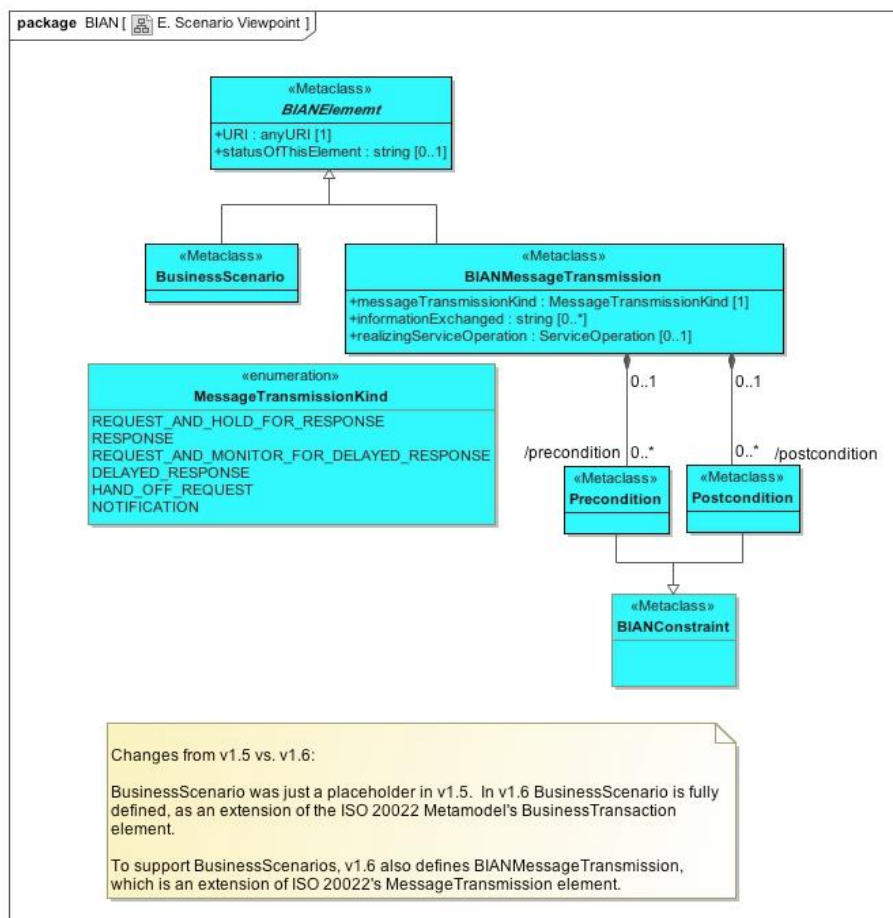 package BIAN [ E. Scenario Viewpoint ]
«Metaclass»
BIANElememt
+URI : anyURI [1]
+statusOfThisElement : string [0..1]
«Metaclass»
BusinessScenario
«Metaclass»
BIANMessageTransmission
+messageTransmissionKind : MessageTransmissionKind [1]
+informationExchanged : string [0..*]
+realizingServiceOperation : ServiceOperation [0..1]
«enumeration»
MessageTransmissionKind
REQUEST_AND_HOLD_FOR_RESPONSE
RESPONSE
REQUEST_AND_MONITOR_FOR_DELAYED_RESPONSE
DELAYED_RESPONSE
HAND_OFF_REQUEST
NOTIFICATION
0..1
0..1
/precondition
0..*
0..*
/postcondition
«Metaclass»
Precondition
«Metaclass»
Postcondition
«Metaclass»
BIANConstraint
Changes from v1.5 vs. v1.6:
BusinessScenario was just a placeholder in v1.5. In v1.6 BusinessScenario is fully
defined, as an extension of the ISO 20022 Metamodel's BusinessTransaction
element.
To support BusinessScenarios, v1.6 also defines BIANMessageTransmission,
which is an extension of ISO 20022's MessageTransmission element.